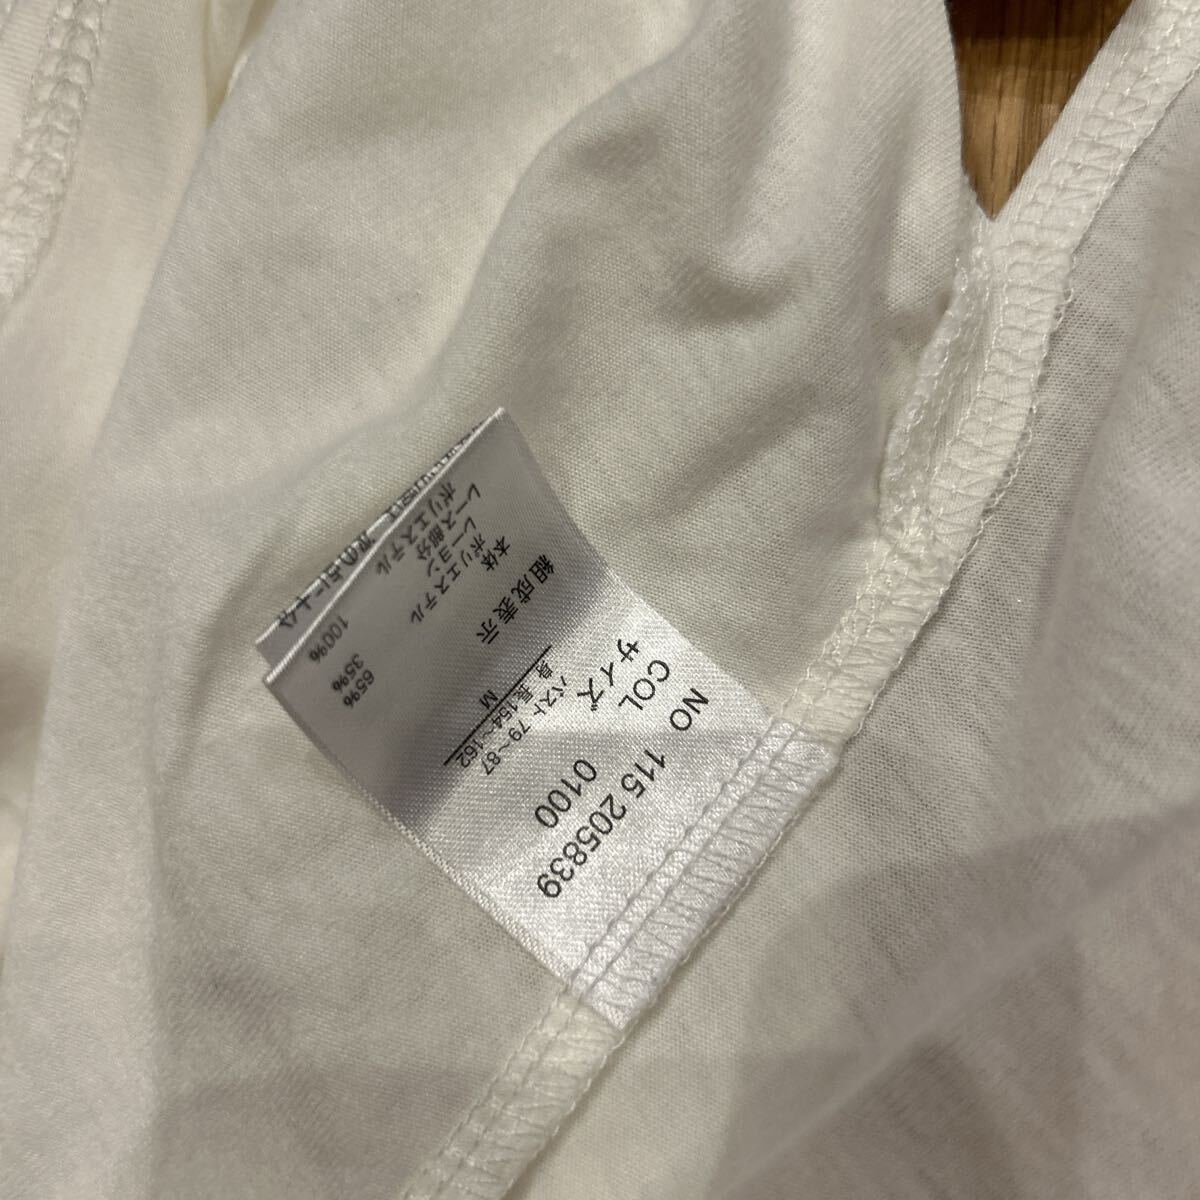 NO 115 205839
COL 0100
サイズ
M
バスト 79~87
身長 154~162
組成表示
本体
ポリエステル 65%
レーヨン 35%
レース部分
ポリエステル 100%